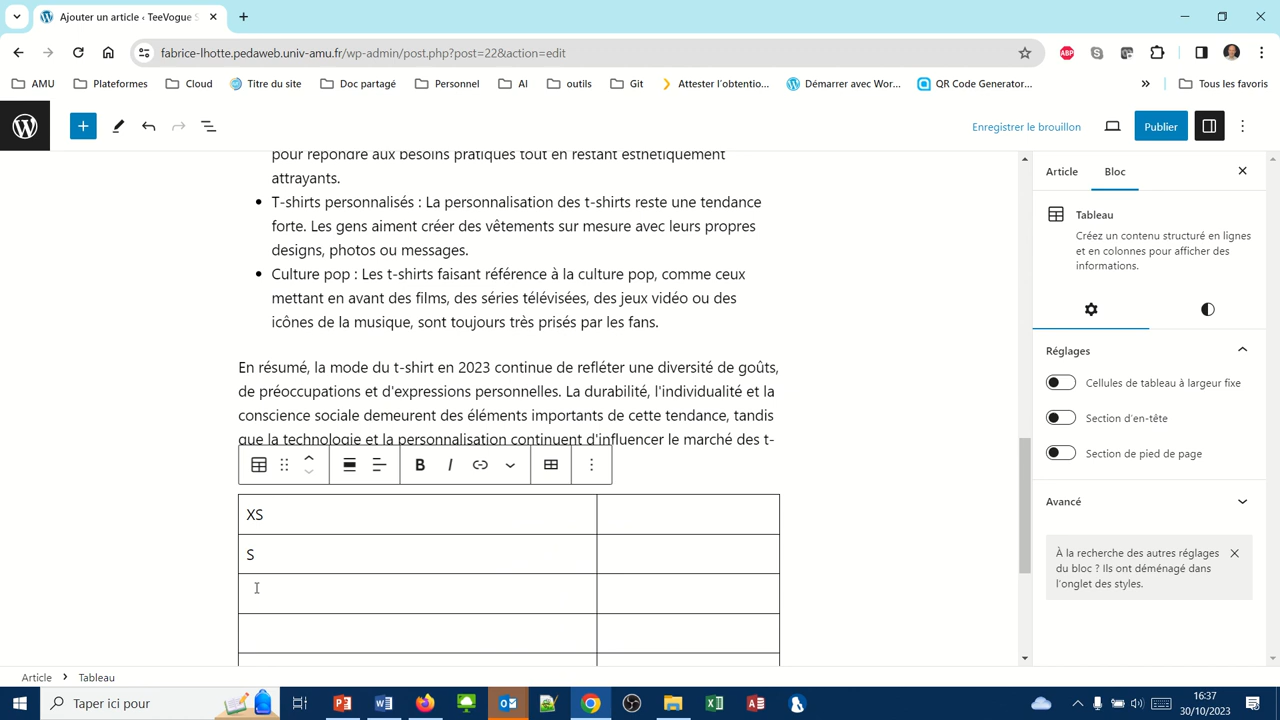 Ajouter un article ‹ TeeVogue S
fabrice-lhotte.pedaweb.univ-amu.fr/wp-admin/post.php?post=22&action=edit
ABP
AMU
Plateformes
Cloud
Titre du site
Doc partagé
Personnel
AI
outils
Git
Attester l'obtentio...
Démarrer avec Wor...
QR Code Generator...
»
Tous les favoris
Enregistrer le brouillon
Publier
pour répondre aux besoins pratiques tout en restant esthétiquement
attrayants.
T-shirts personnalisés : La personnalisation des t-shirts reste une tendance
forte. Les gens aiment créer des vêtements sur mesure avec leurs propres
designs, photos ou messages.
Culture pop : Les t-shirts faisant référence à la culture pop, comme ceux
mettant en avant des films, des séries télévisées, des jeux vidéo ou des
icônes de la musique, sont toujours très prisés par les fans.
En résumé, la mode du t-shirt en 2023 continue de refléter une diversité de goûts,
de préoccupations et d'expressions personnelles. La durabilité, l'individualité et la
conscience sociale demeurent des éléments importants de cette tendance, tandis
que la technologie et la personnalisation continuent d'influencer le marché des t-
B I
XS
S
Article
Bloc
Tableau
Créez un contenu structuré en lignes
et en colonnes pour afficher des
informations.
Réglages
Cellules de tableau à largeur fixe
Section d'en-tête
Section de pied de page
Avancé
À la recherche des autres réglages
du bloc ? Ils ont déménagé dans
l'onglet des styles.
Article > Tableau
Taper ici pour
16:37
30/10/2023